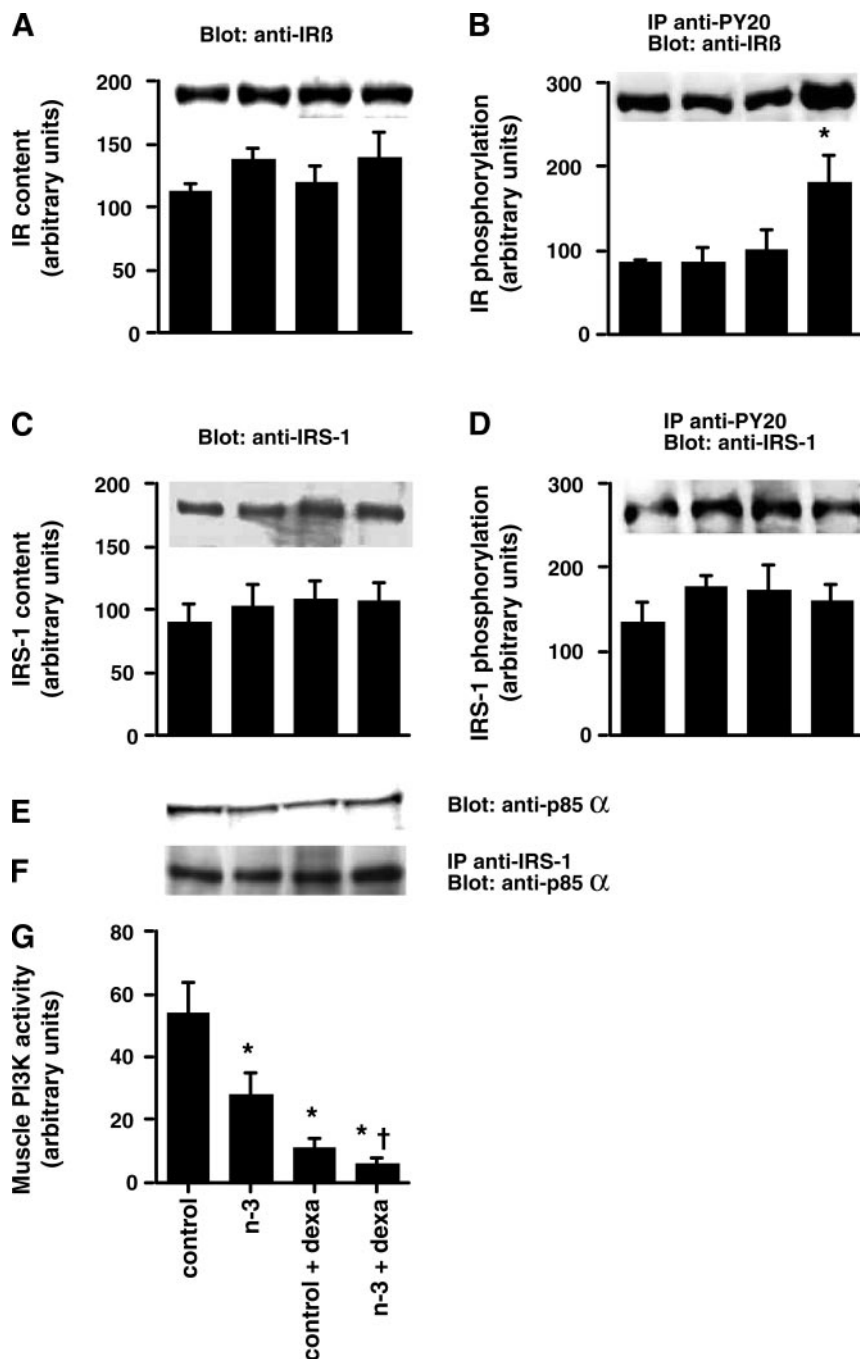 A
Blot: anti-IRß
IR content
(arbitrary units)
200
150
100
50
0
B
IP anti-PY20
Blot: anti-IRß
IR phosphorylation
(arbitrary units)
300
200
100
0
*
C
Blot: anti-IRS-1
IRS-1 content
(arbitrary units)
200
150
100
50
0
D
IP anti-PY20
Blot: anti-IRS-1
IRS-1 phosphorylation
(arbitrary units)
300
200
100
0
E
Blot: anti-p85 α
F
IP anti-IRS-1
Blot: anti-p85 α
G
Muscle PI3K activity
(arbitrary units)
80
60
40
20
0
*
*
* †
control
n-3
control + dexa
n-3 + dexa